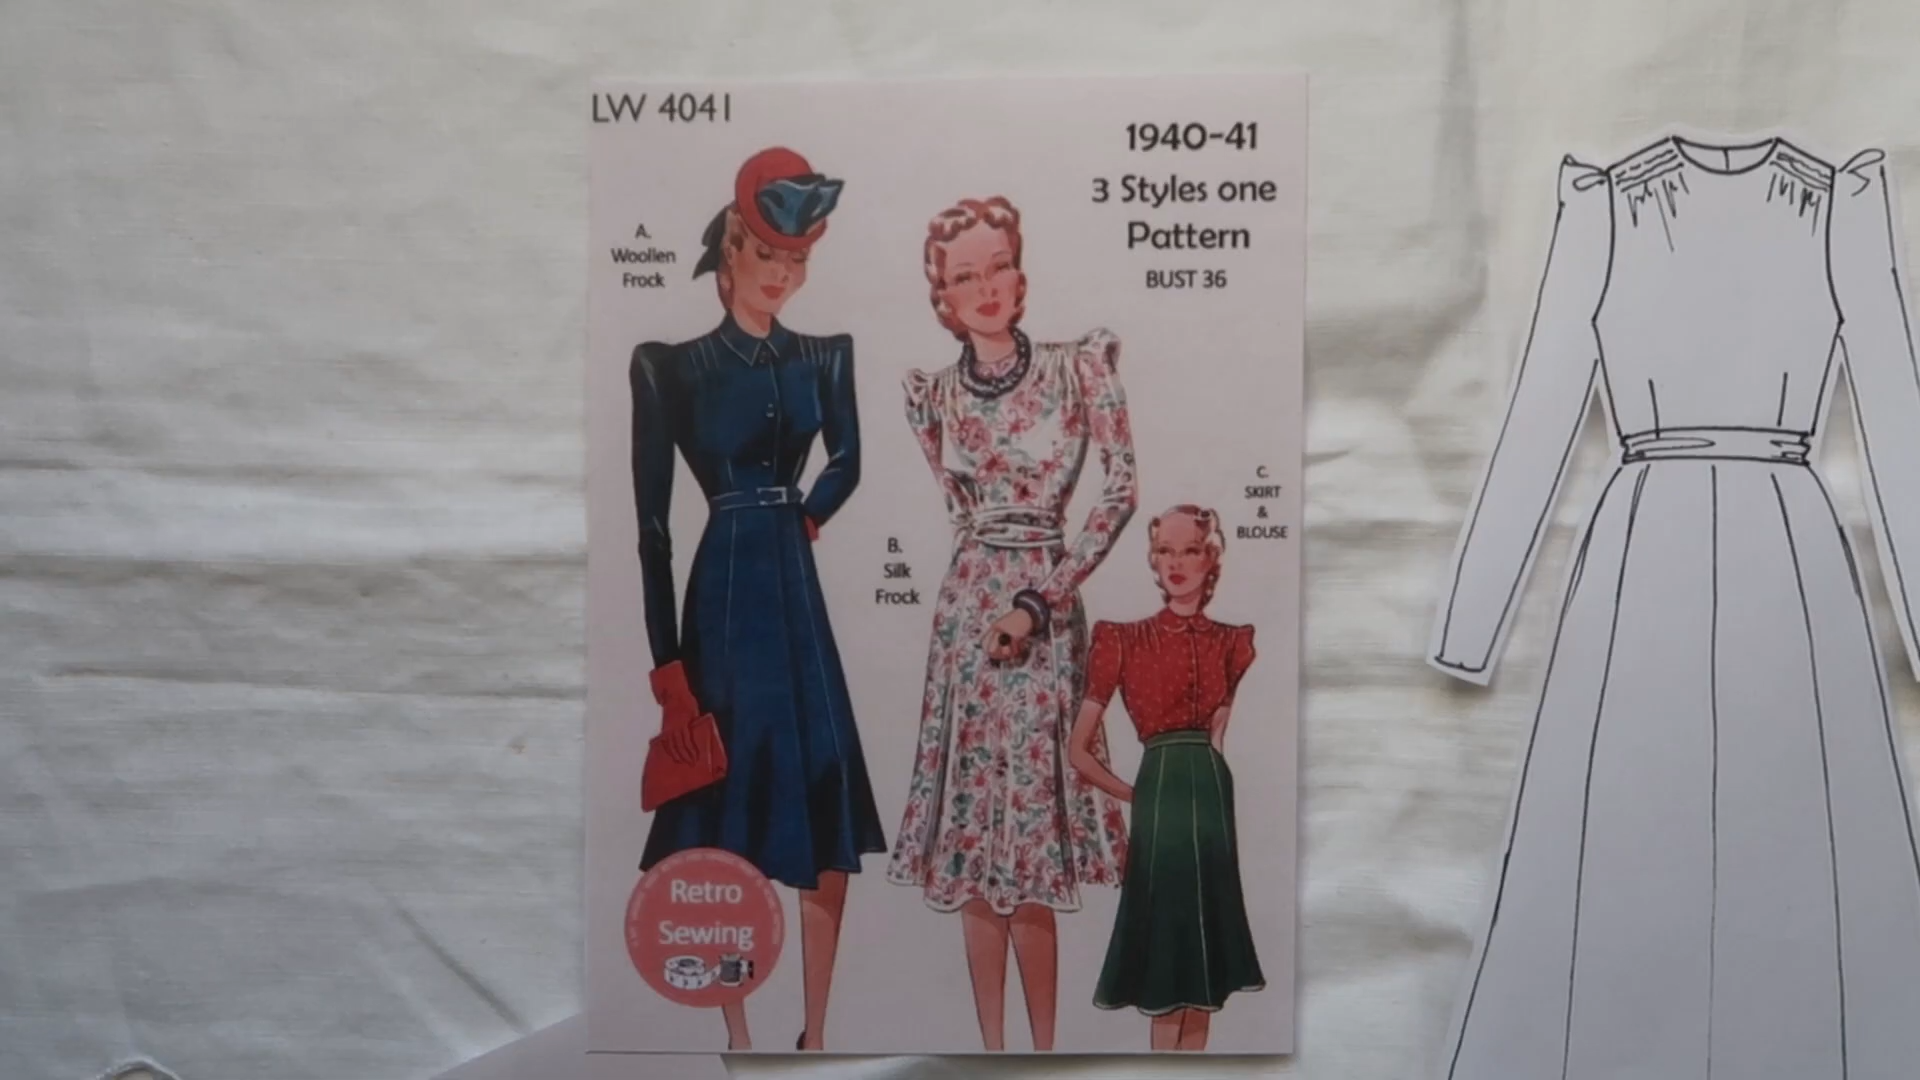 LW 4041
1940-41
3 Styles one
Pattern
BUST 36
A.
Woollen
Frock
B.
Silk
Frock
C.
SKIRT
&
BLOUSE
Retro
Sewing